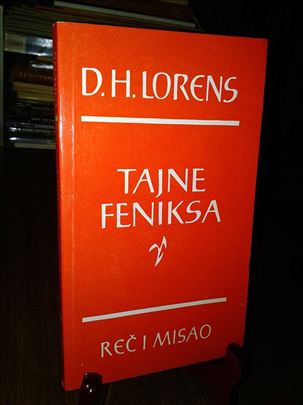 D.H. LORENS
TAJNE
FENIKSA
REČ I MISAO